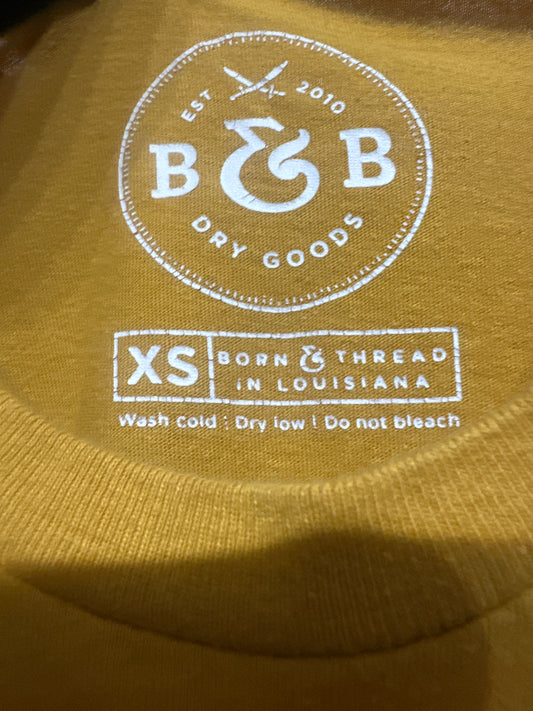 EST 2010
B & B
DRY GOODS
XS
BORN & THREAD
IN LOUISIANA
Wash cold | Dry low | Do not bleach